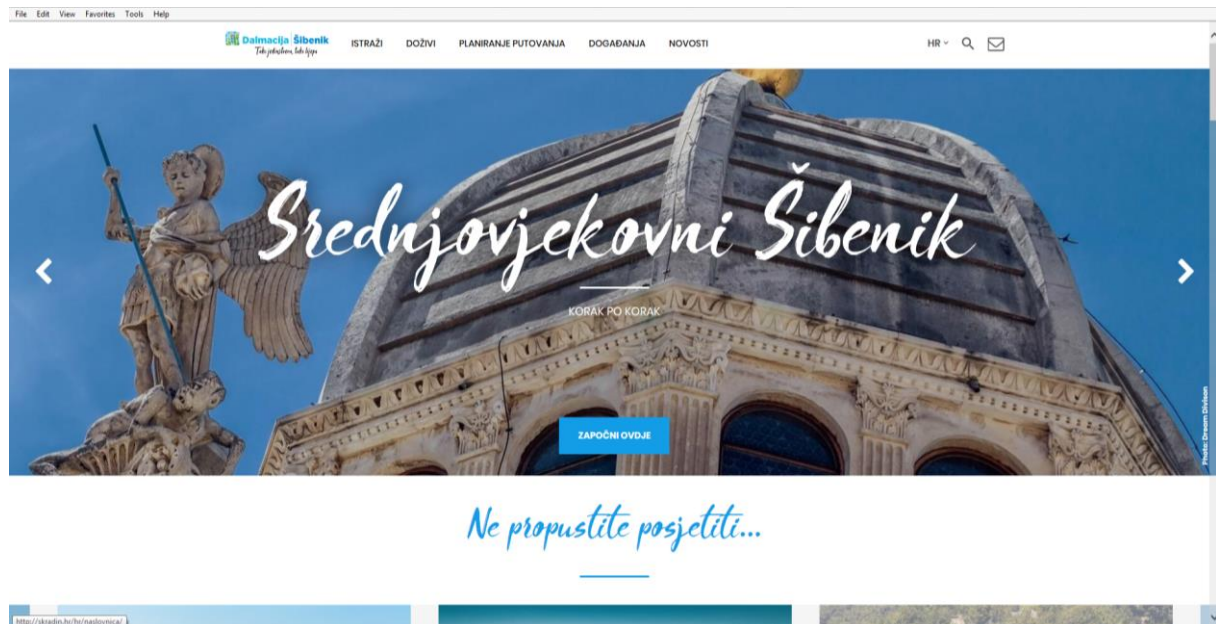 File Edit View Favorites Tools Help
Dalmacija Šibenik
ISTRAŽI DOŽIVI PLANIRANJE PUTOVANJA DOGAĐANJA NOVOSTI HR
Srednjovjekovni Šibenik
KORAK PO KORAK
ZAPOČNI OVDJE
Photo: Dream Divison
Ne propustite posjetiti...
http://skradin.hr/hr/naslovnica/